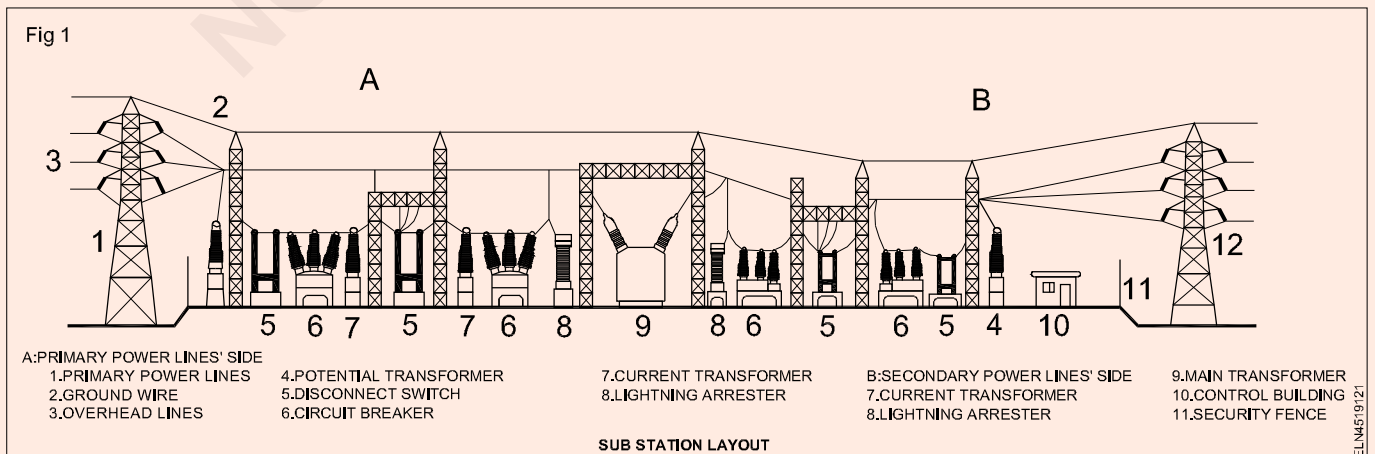 Fig 1
A
B
2
3
1
12
11
5 6 7 5 7 6 8 9 8 6 5 6 5 4 10
A:PRIMARY POWER LINES' SIDE
1.PRIMARY POWER LINES
2.GROUND WIRE
3.OVERHEAD LINES
4.POTENTIAL TRANSFORMER
5.DISCONNECT SWITCH
6.CIRCUIT BREAKER
7.CURRENT TRANSFORMER
8.LIGHTNING ARRESTER
B:SECONDARY POWER LINES' SIDE
7.CURRENT TRANSFORMER
8.LIGHTNING ARRESTER
9.MAIN TRANSFORMER
10.CONTROL BUILDING
11.SECURITY FENCE
SUB STATION LAYOUT
ELN4519121